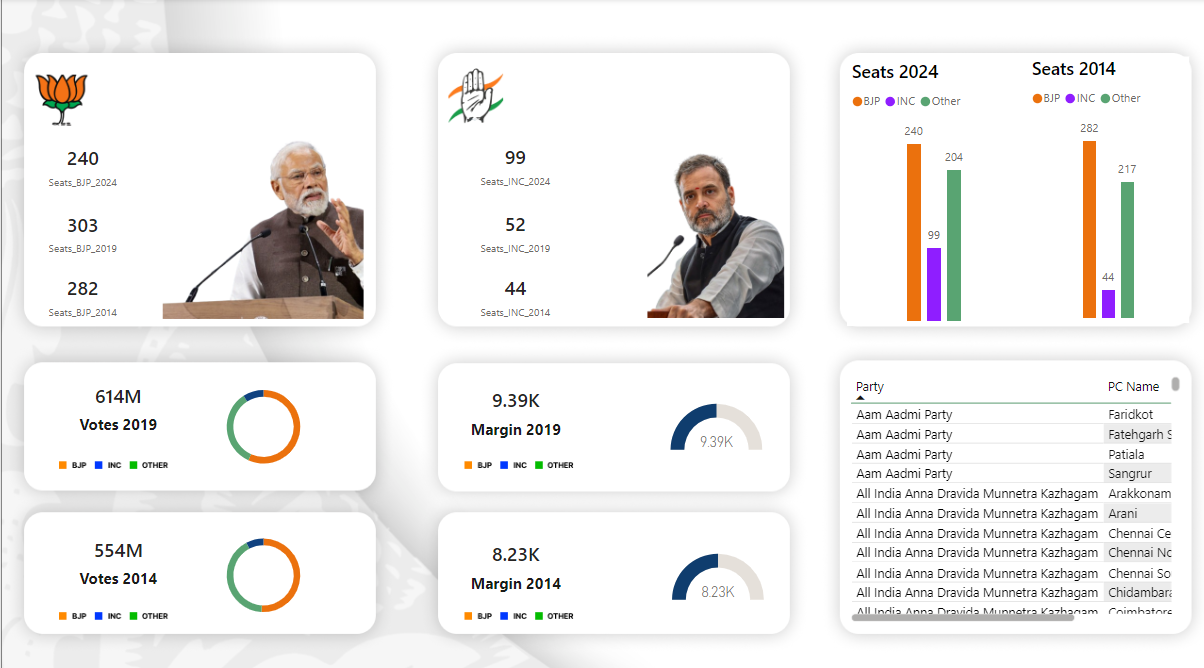 240
Seats_BJP_2024
303
Seats_BJP_2019
282
Seats_BJP_2014
99
Seats_INC_2024
52
Seats_INC_2019
44
Seats_INC_2014
Seats 2024
BJP INC Other
240
99
204
Seats 2014
BJP INC Other
282
44
217
614M
Votes 2019
BJP INC OTHER
9.39K
Margin 2019
9.39K
BJP INC OTHER
554M
Votes 2014
BJP INC OTHER
8.23K
Margin 2014
8.23K
BJP INC OTHER
Party PC Name
Aam Aadmi Party Faridkot
Aam Aadmi Party Fatehgarh S
Aam Aadmi Party Patiala
Aam Aadmi Party Sangrur
All India Anna Dravida Munnetra Kazhagam Arakkonam
All India Anna Dravida Munnetra Kazhagam Arani
All India Anna Dravida Munnetra Kazhagam Chennai Ce
All India Anna Dravida Munnetra Kazhagam Chennai No
All India Anna Dravida Munnetra Kazhagam Chennai So
All India Anna Dravida Munnetra Kazhagam Chidambara
All India Anna Dravida Munnetra Kazhagam Coimbatore